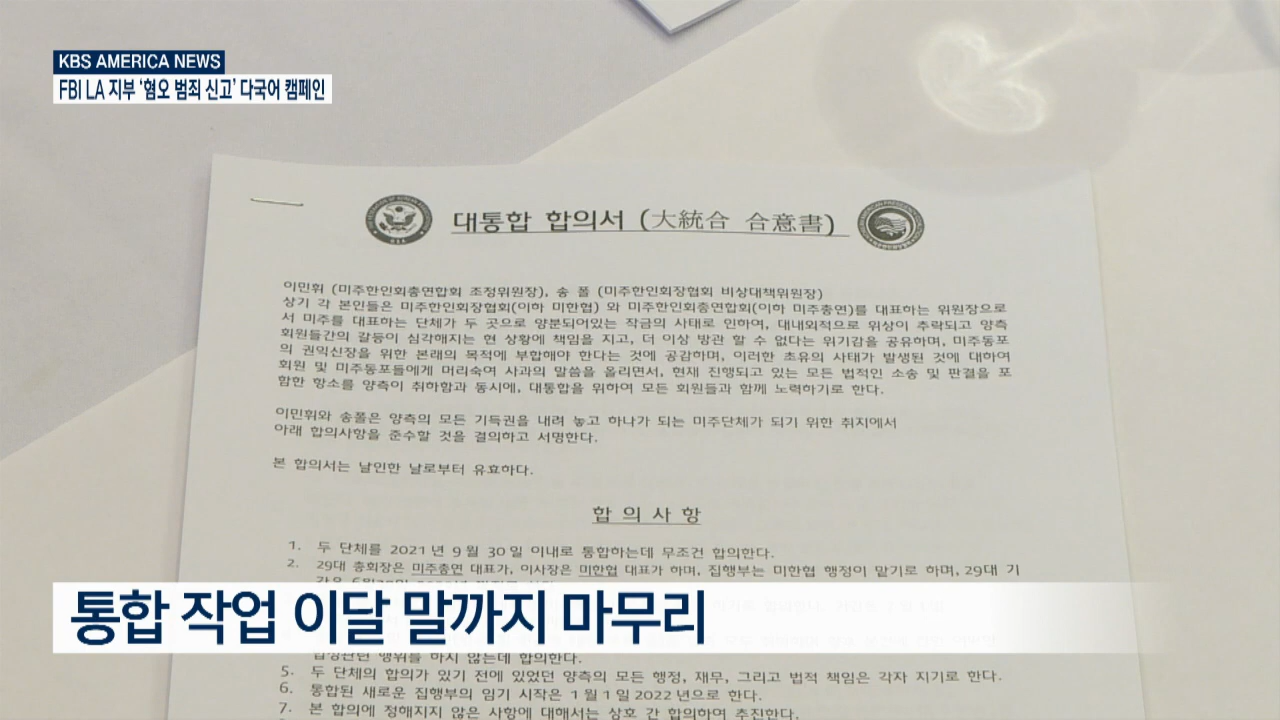 KBS AMERICA NEWS
FBI LA 지부 ‘혐오 범죄 신고’ 다국어 캠페인
대통합 합의서 (大統合 合意書)
이민휘 (미주한인회총연합회 조정위원장), 송 폴 (미주한인회장협회 비상대책위원장)
상기 각 본인들은 미주한인회장협회(이하 미한협) 와 미주한인회총연합회(이하 미주총연)를 대표하는 위원장으로
서 미주를 대표하는 단체가 두 곳으로 양분되어있는 작금의 사태로 인하여, 대내외적으로 위상이 추락되고 양측
회원들간의 갈등이 심각해지는 현 상황에 책임을 지고, 더 이상 방관 할 수 없다는 위기감을 공유하며, 미주동포
의 권익신장을 위한 본래의 목적에 부합해야 한다는 것에 공감하며, 이러한 초유의 사태가 발생된 것에 대하여
회원 및 미주동포들에게 머리숙여 사과의 말씀을 올리면서, 현재 진행되고 있는 모든 법적인 소송 및 판결을 포
함한 항소를 양측이 취하함과 동시에, 대통합을 위하여 모든 회원들과 함께 노력하기로 한다.
이민휘와 송폴은 양측의 모든 기득권을 내려 놓고 하나가 되는 미주단체가 되기 위한 취지에서
아래 합의사항을 준수할 것을 결의하고 서명한다.
본 합의서는 날인한 날로부터 유효하다.
합 의 사 항
1. 두 단체를 2021년 9월 30일 이내로 통합하는데 무조건 합의한다.
2. 29대 총회장은 미주총연 대표가, 이사장은 미한협 대표가 하며, 집행부는 미한협 행정이 맡기로 하며, 29대 기
통합 작업 이달 말까지 마무리
행위를 하지 않는데 합의한다.
5. 두 단체의 합의가 있기 전에 있었던 양측의 모든 행정, 재무, 그리고 법적 책임은 각자 지기로 한다.
6. 통합된 새로운 집행부의 임기 시작은 1월 1일 2022년으로 한다.
7. 본 합의에 정해지지 않은 사항에 대해서는 상호 간 합의하여 추진한다.